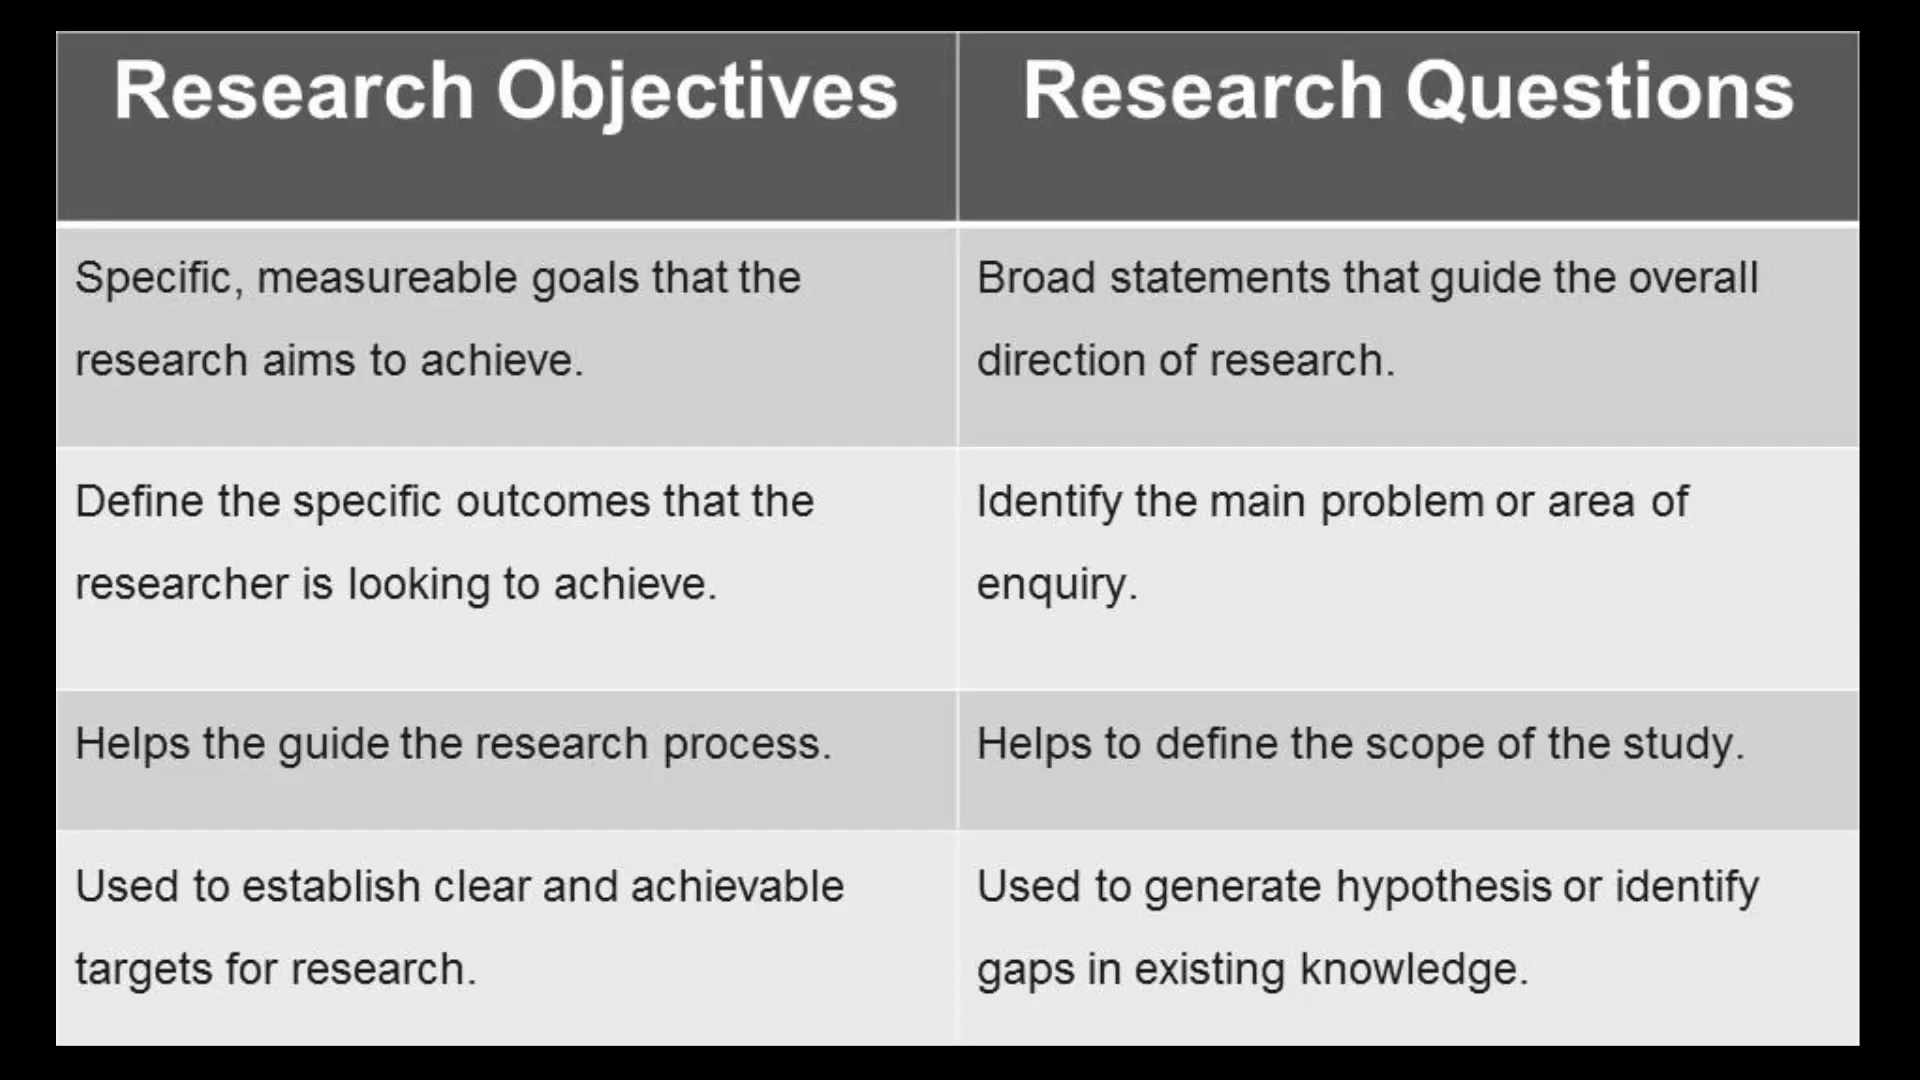 Research Objectives
Research Questions
Specific, measureable goals that the
research aims to achieve.
Broad statements that guide the overall
direction of research.
Define the specific outcomes that the
researcher is looking to achieve.
Identify the main problem or area of
enquiry.
Helps the guide the research process.
Helps to define the scope of the study.
Used to establish clear and achievable
targets for research.
Used to generate hypothesis or identify
gaps in existing knowledge.